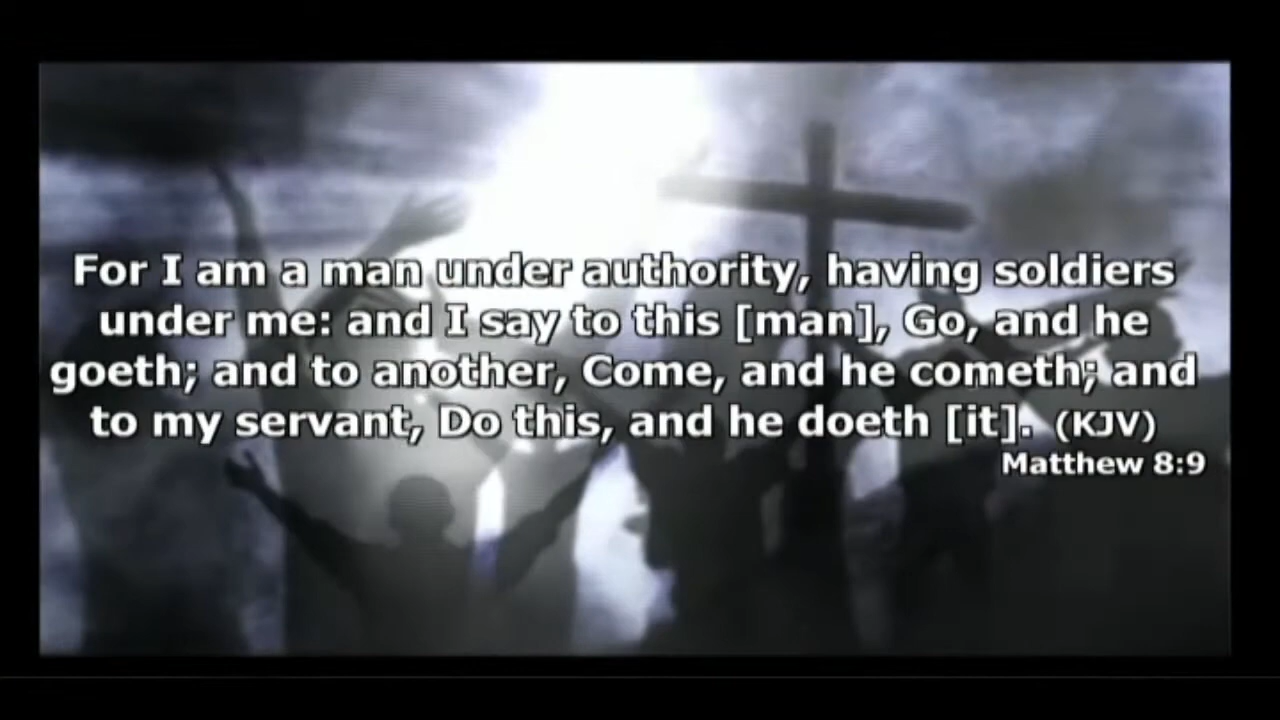 For I am a man under authority, having soldiers
under me: and I say to this [man], Go, and he
goeth; and to another, Come, and he cometh; and
to my servant, Do this, and he doeth [it]. (KJV)
Matthew 8:9